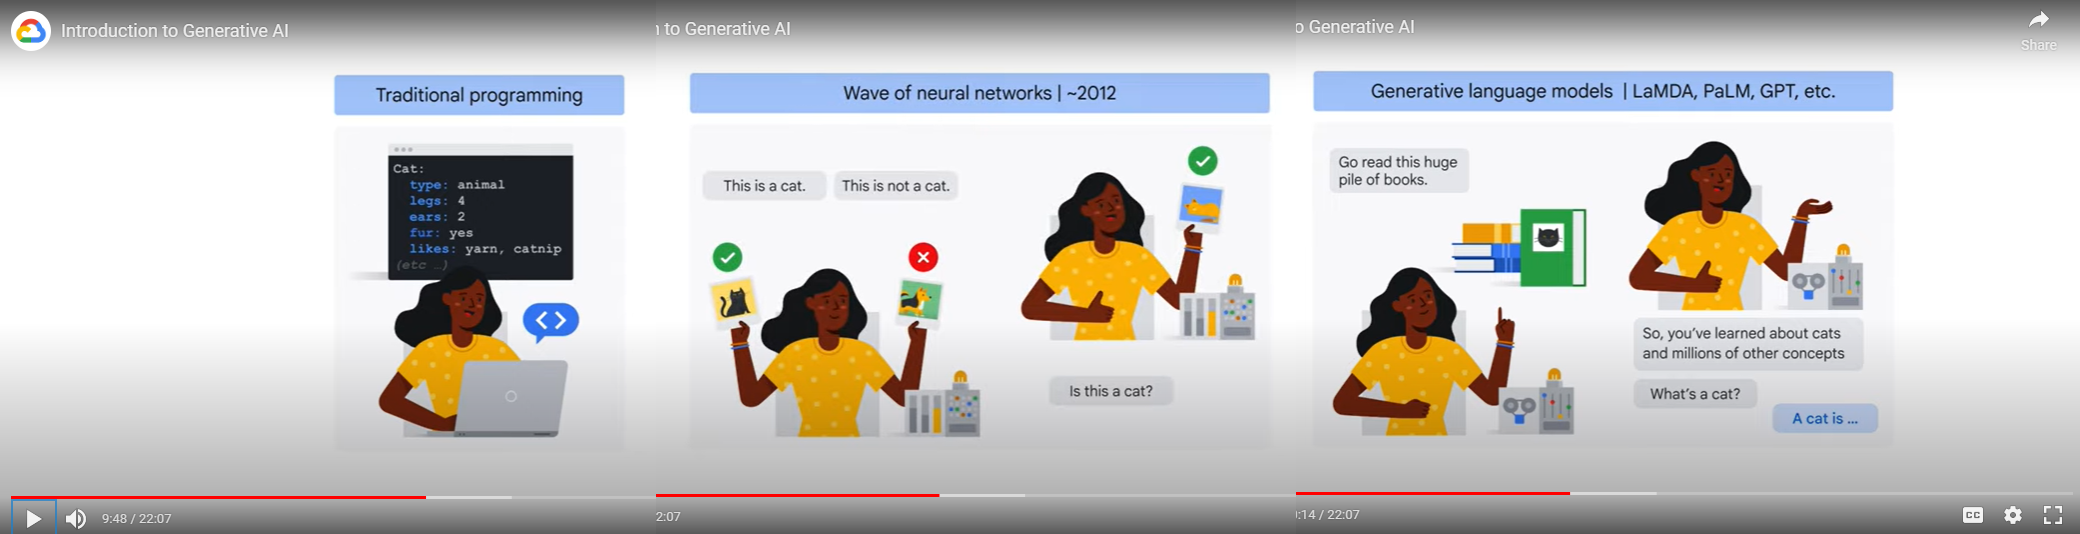 Introduction to Generative AI
to Generative AI
o Generative AI
Share
Traditional programming
Cat:
type: animal
legs: 4
ears: 2
fur: yes
likes: yarn, catnip
(etc …)
<>
Wave of neural networks | ~2012
This is a cat.
This is not a cat.
Is this a cat?
Generative language models | LaMDA, PaLM, GPT, etc.
Go read this huge
pile of books.
So, you've learned about cats
and millions of other concepts
What's a cat?
A cat is ...
9:48 / 22:07
2:07
:14 / 22:07
CC